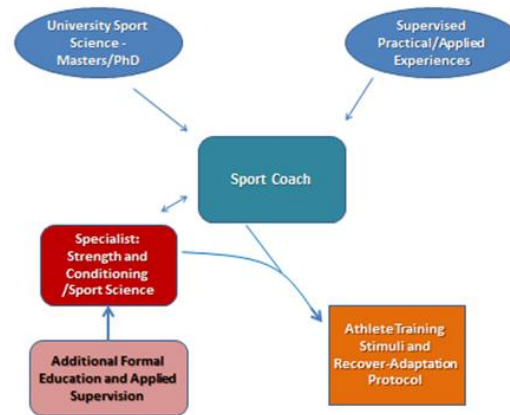 University Sport
Science -
Masters/PhD
Supervised
Practical/Applied
Experiences
Sport Coach
Specialist:
Strength and
Conditioning
/Sport Science
Additional Formal
Education and Applied
Supervision
Athlete Training
Stimuli and
Recover-Adaptation
Protocol